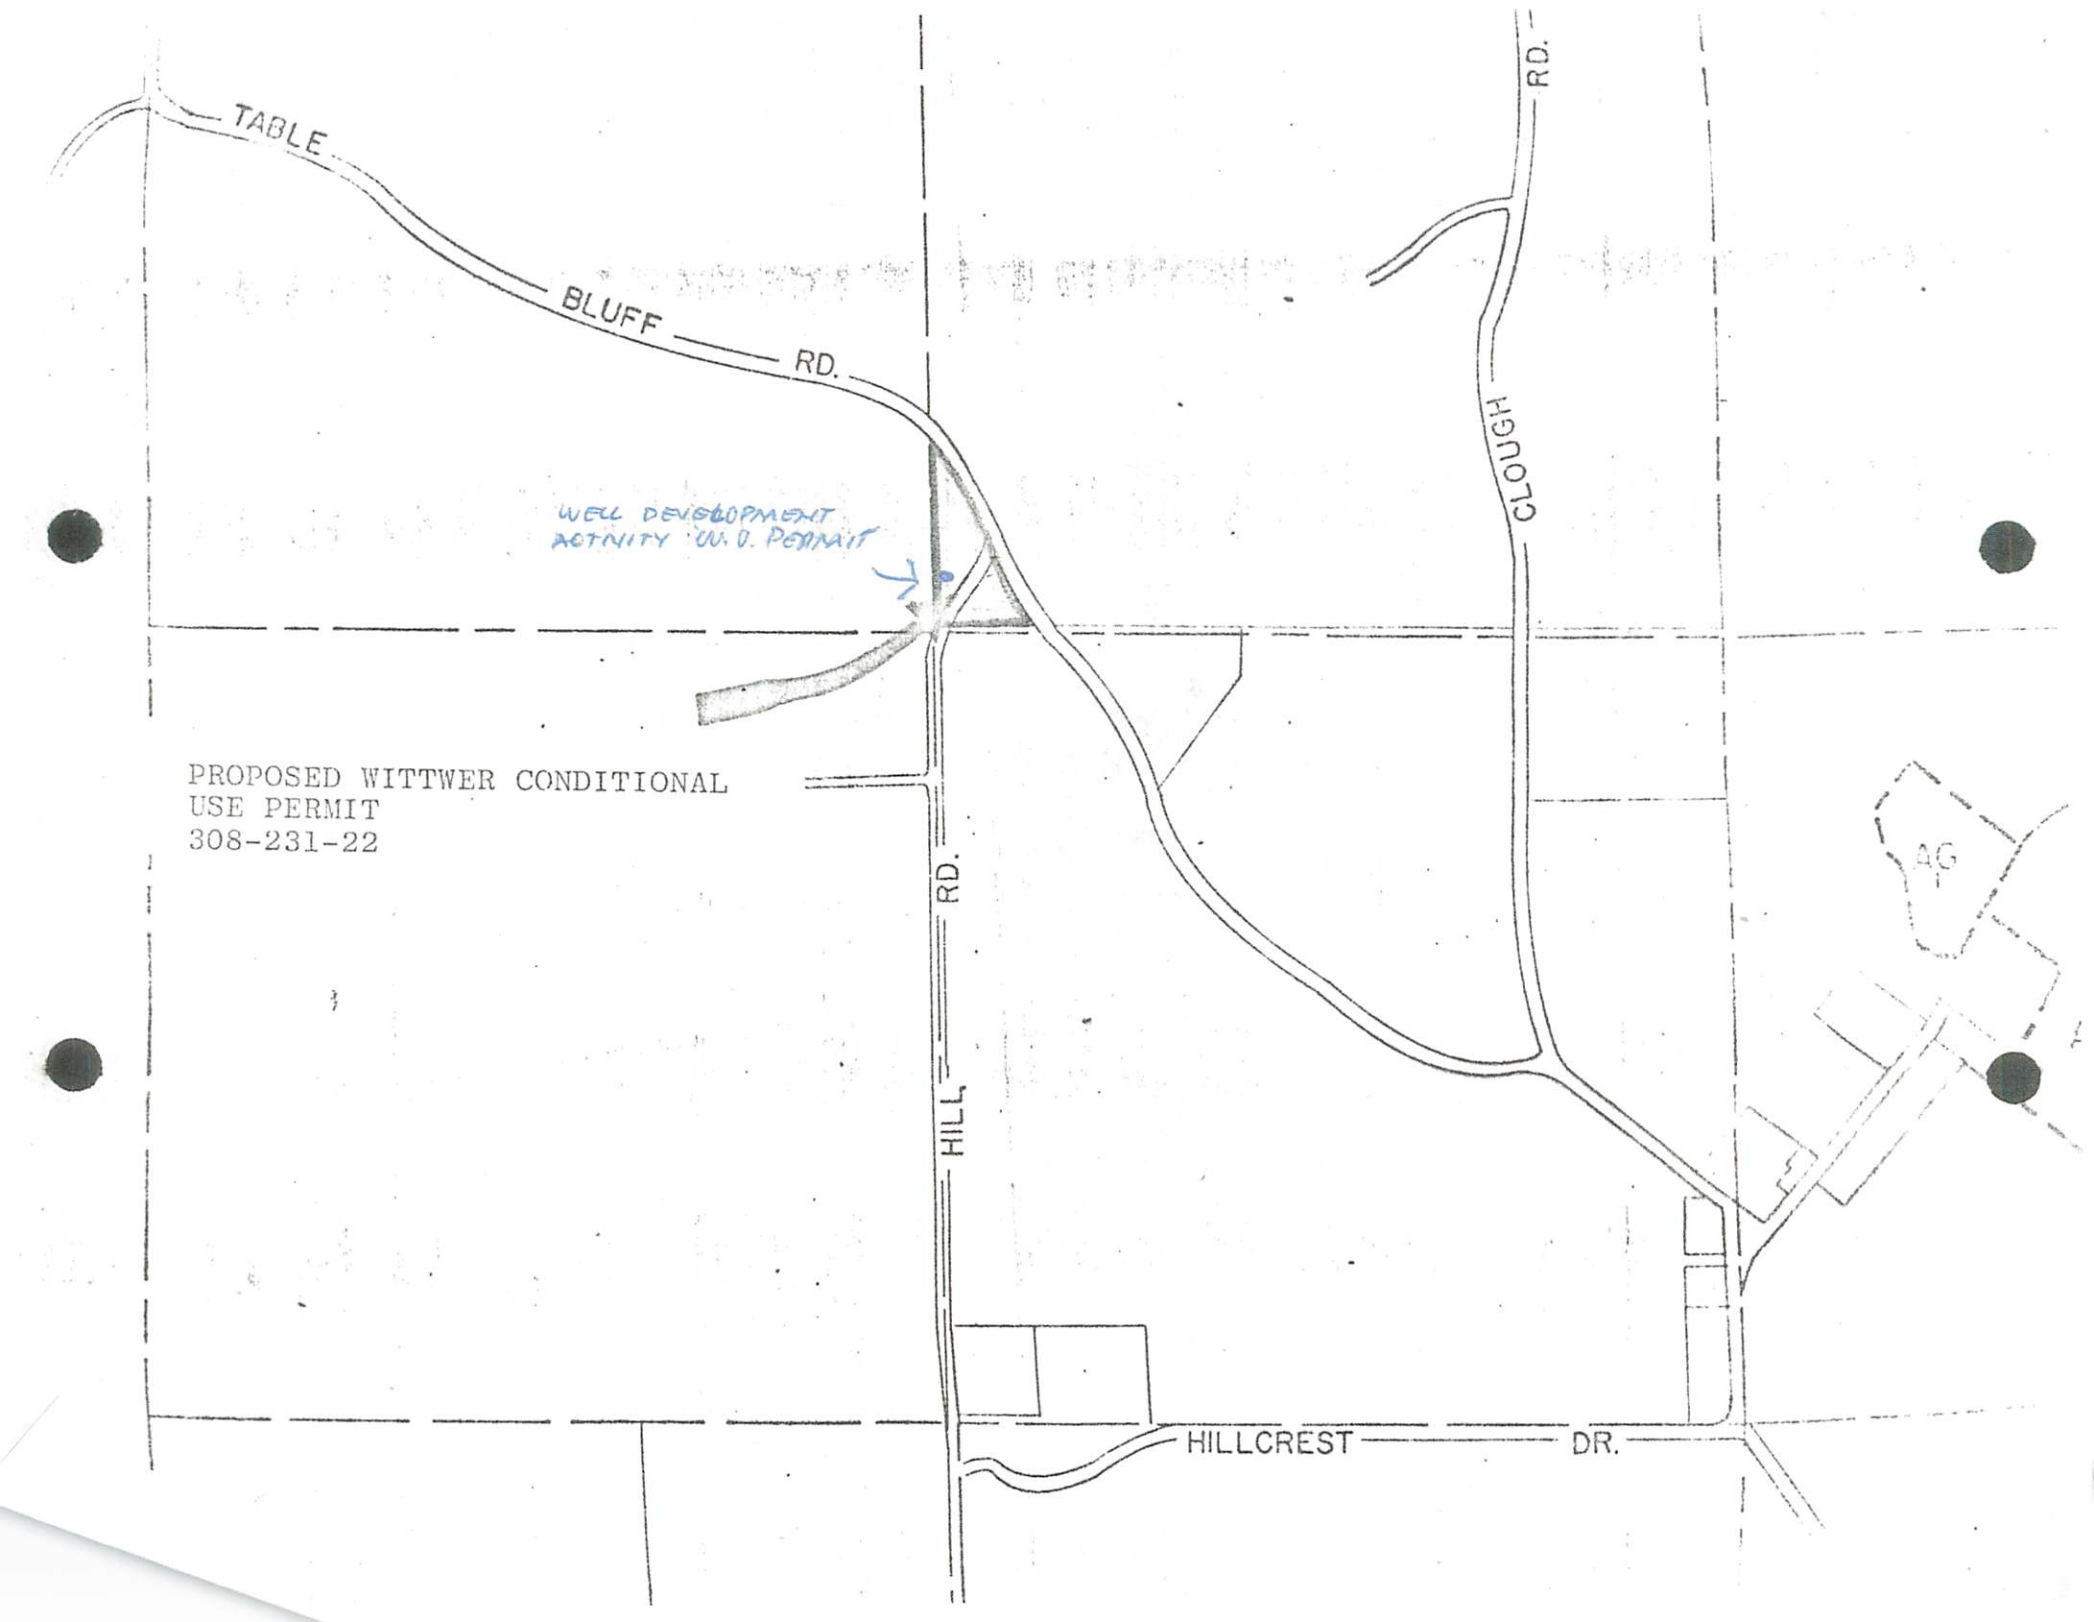 TABLE BLUFF RD.
CLOUGH RD.
WELL DEVELOPMENT
ACTIVITY W.O. PERMIT
PROPOSED WITTWER CONDITIONAL
USE PERMIT
308-231-22
AG
HILL RD.
HILLCREST DR.